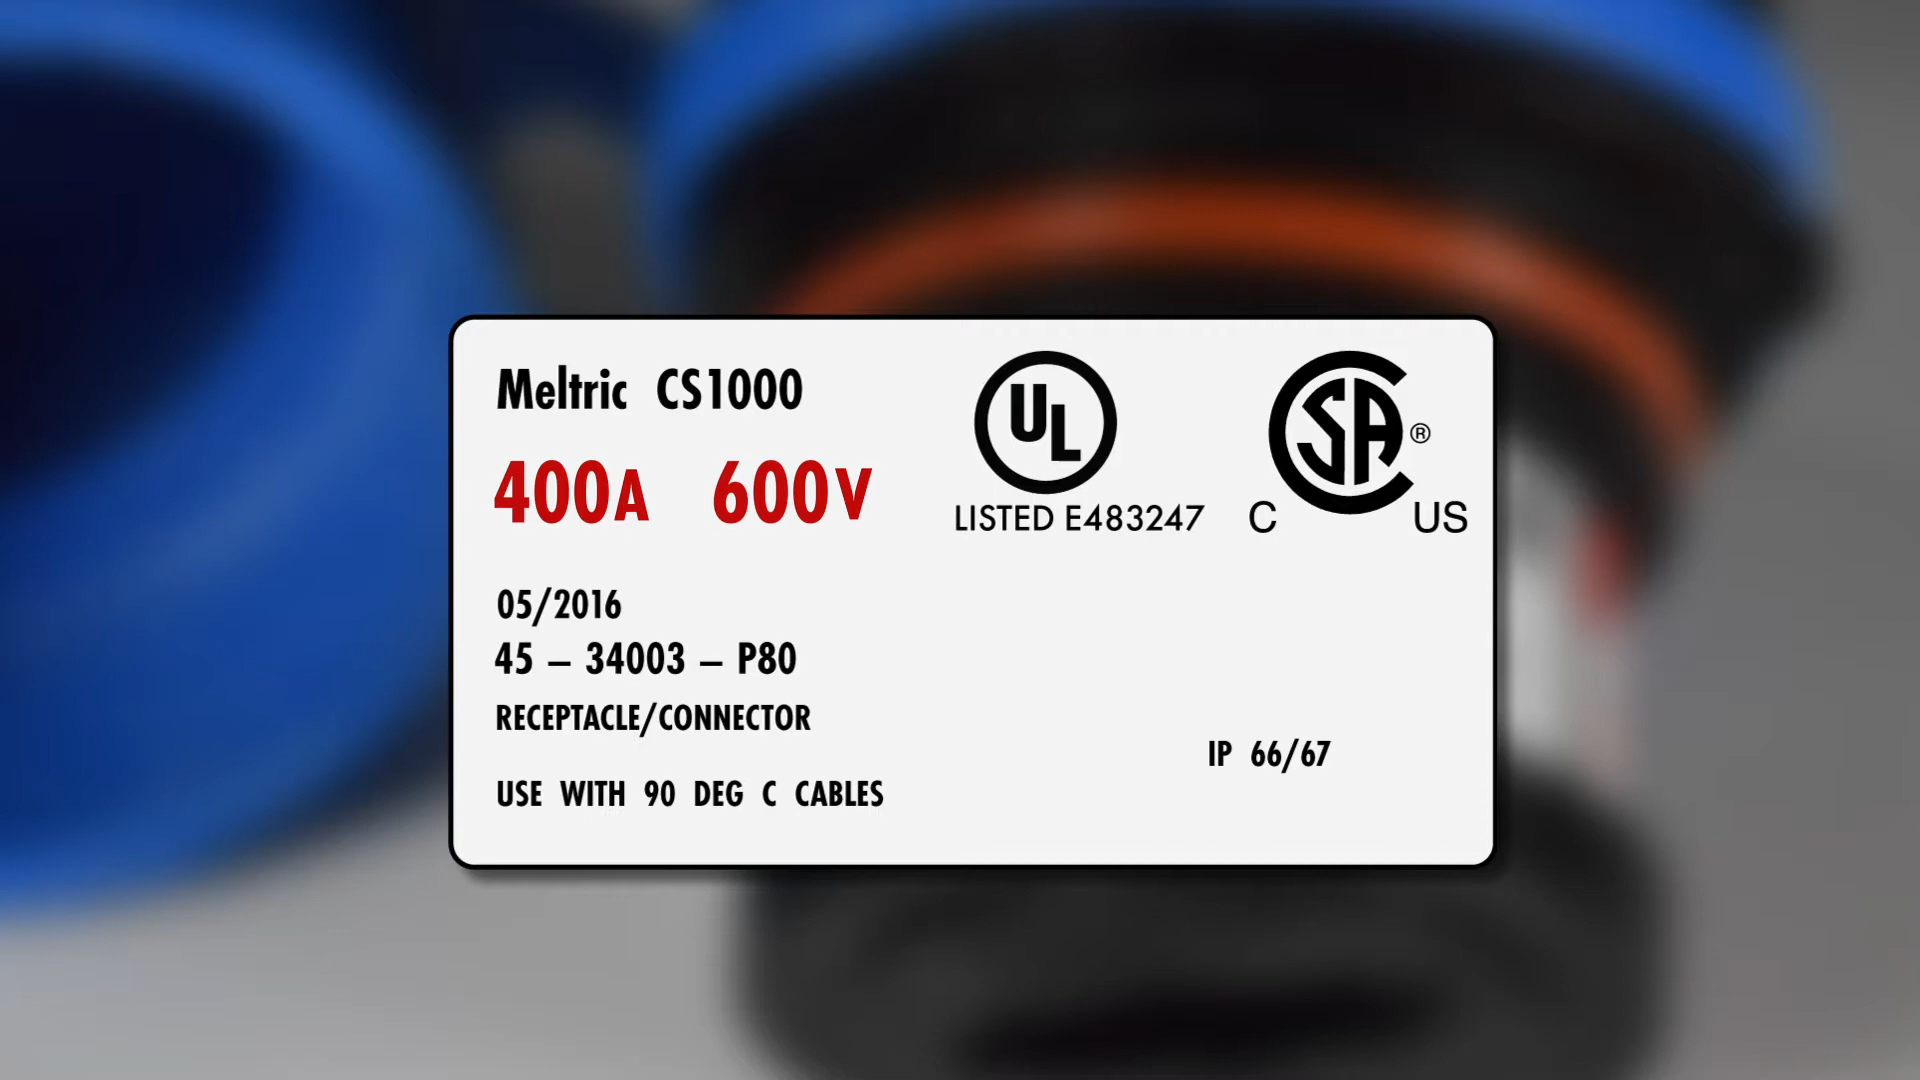 Meltric CS1000
400A 600V
UL
LISTED E483247
CSA®
C US
05/2016
45 – 34003 – P80
RECEPTACLE/CONNECTOR
IP 66/67
USE WITH 90 DEG C CABLES